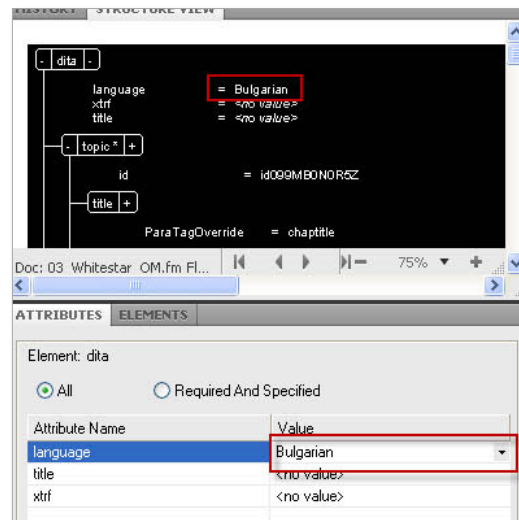 HISTORY STRUCTURE VIEW
- dita -
language = Bulgarian
xtrf = <no value>
title = <no value>
- topic * +
id = id099MB0N0R5Z
- title +
ParaTagOverride = chaptitle
Doc: 03 Whitestar OM.fm Fl... 75%
ATTRIBUTES ELEMENTS
Element: dita
All Required And Specified
Attribute Name Value
language Bulgarian
title <no value>
xtrf <no value>